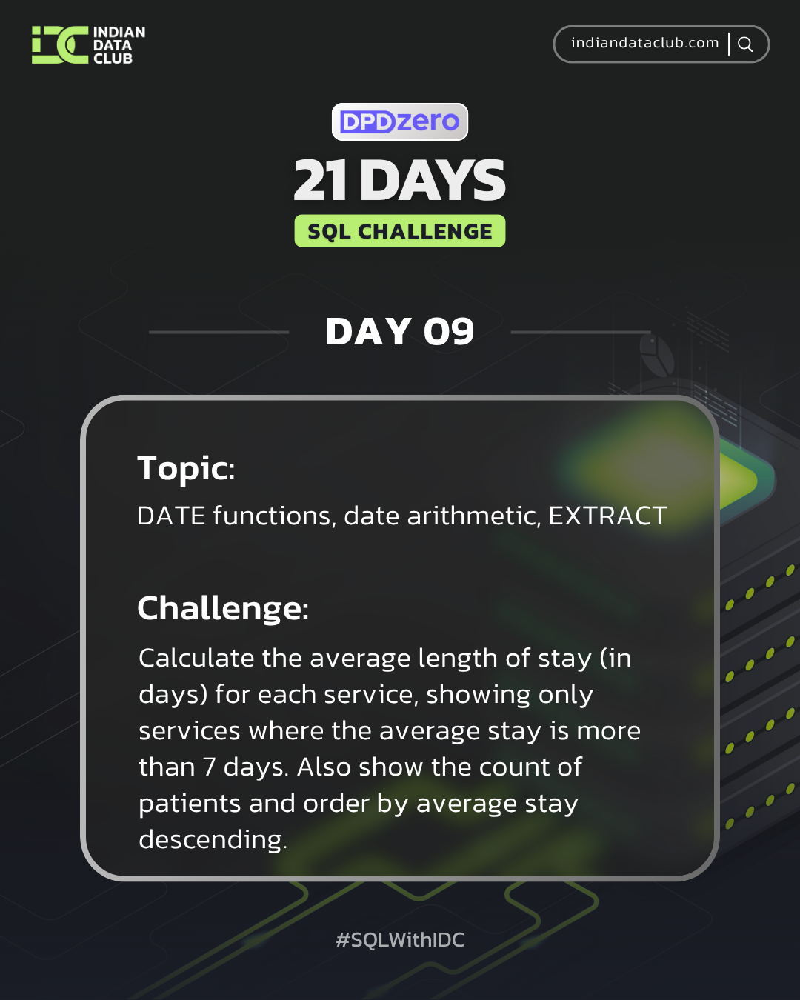 INDIAN
DATA
CLUB
indiandataclub.com
DPDzero
21 DAYS
SQL CHALLENGE
DAY 09
Topic:
DATE functions, date arithmetic, EXTRACT
Challenge:
Calculate the average length of stay (in
days) for each service, showing only
services where the average stay is more
than 7 days. Also show the count of
patients and order by average stay
descending.
#SQLWithIDC